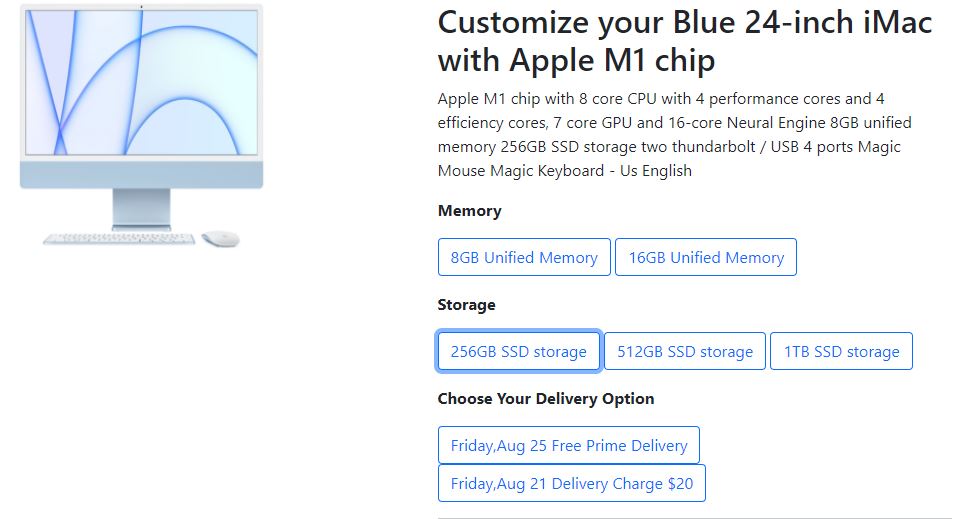 Customize your Blue 24-inch iMac
with Apple M1 chip
Apple M1 chip with 8 core CPU with 4 performance cores and 4
efficiency cores, 7 core GPU and 16-core Neural Engine 8GB unified
memory 256GB SSD storage two thundarbolt / USB 4 ports Magic
Mouse Magic Keyboard - Us English
Memory
8GB Unified Memory 16GB Unified Memory
Storage
256GB SSD storage 512GB SSD storage 1TB SSD storage
Choose Your Delivery Option
Friday,Aug 25 Free Prime Delivery
Friday,Aug 21 Delivery Charge $20